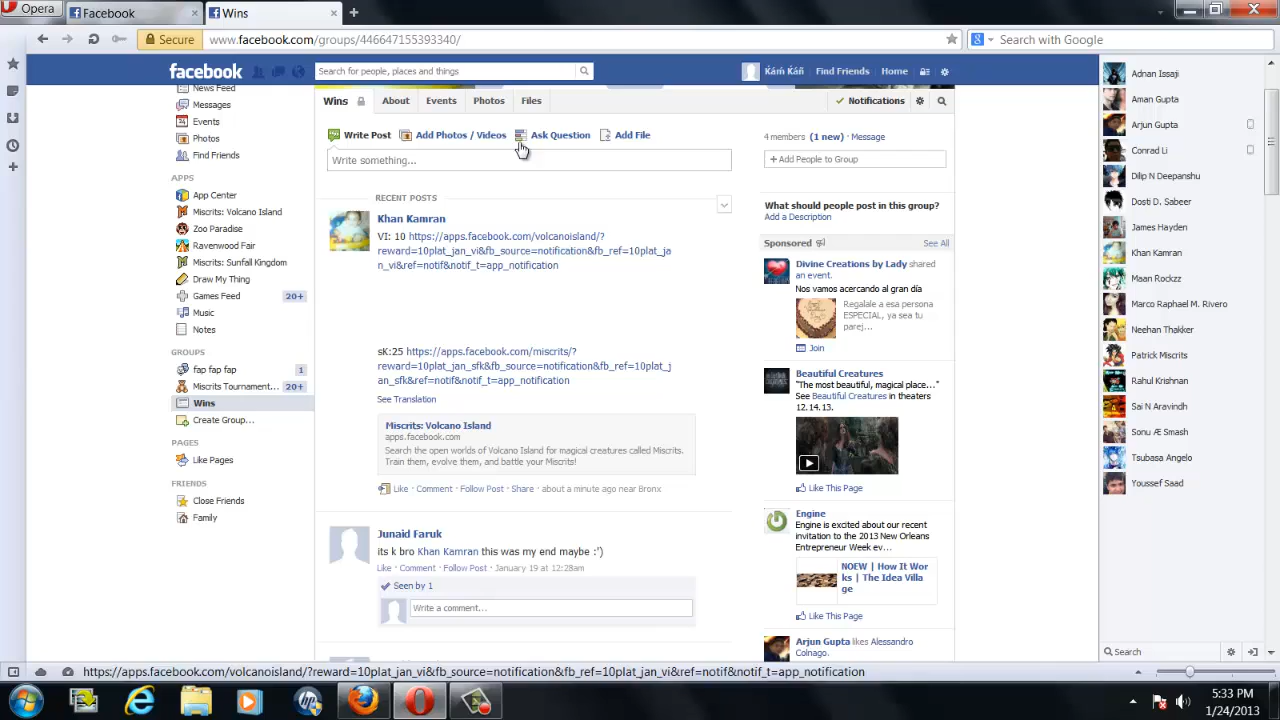 Opera
Facebook
Wins
Secure
www.facebook.com/groups/446647155393340/
Search with Google
facebook
Search for people, places and things
Ḱáḿ Ḱáñ
Find Friends
Home
News Feed
Messages
Events
Photos
Find Friends
APPS
App Center
Miscrits: Volcano Island
Zoo Paradise
Ravenwood Fair
Miscrits: Sunfall Kingdom
Draw My Thing
Games Feed 20+
Music
Notes
GROUPS
fap fap fap 1
Miscrits Tournament... 20+
Wins
Create Group...
PAGES
Like Pages
FRIENDS
Close Friends
Family
Wins About Events Photos Files
Notifications
Write Post Add Photos / Videos Ask Question Add File
Write something...
RECENT POSTS
Khan Kamran
VI: 10 https://apps.facebook.com/volcanoisland/?
reward=10plat_jan_vi&fb_source=notification&fb_ref=10plat_ja
n_vi&ref=notif&notif_t=app_notification
sK:25 https://apps.facebook.com/miscrits/?
reward=10plat_jan_sfk&fb_source=notification&fb_ref=10plat_j
an_sfk&ref=notif&notif_t=app_notification
See Translation
Miscrits: Volcano Island
apps.facebook.com
Search the open worlds of Volcano Island for magical creatures called Miscrits.
Train them, evolve them, and battle your Miscrits!
Like · Comment · Follow Post · Share · about a minute ago near Bronx
Junaid Faruk
its k bro Khan Kamran this was my end maybe :')
Like · Comment · Follow Post · January 19 at 12:28am
Seen by 1
Write a comment...
4 members (1 new) · Message
+ Add People to Group
What should people post in this group?
Add a Description
Sponsored
See All
Divine Creations by Lady shared
an event.
Nos vamos acercando al gran día
Regalale a esa persona
ESPECIAL, ya sea tu
parej...
Join
Beautiful Creatures
"The most beautiful, magical place..."
See Beautiful Creatures in theaters
12.14.13.
Like This Page
Engine
Engine is excited about our recent
invitation to the 2013 New Orleans
Entrepreneur Week ev...
NOEW | How It Wor
ks | The Idea Villa
ge
Like This Page
Arjun Gupta likes Alessandro
Colnago.
Adnan Issaji
Aman Gupta
Arjun Gupta
Conrad Li
Dilip N Deepanshu
Dosti D. Sabeer
James Hayden
Khan Kamran
Maan Rockzz
Marco Raphael M. Rivero
Neehan Thakker
Patrick Miscrits
Rahul Krishnan
Sai N Aravindh
Sonu Æ Smash
Tsubasa Angelo
Youssef Saad
Search
https://apps.facebook.com/volcanoisland/?reward=10plat_jan_vi&fb_source=notification&fb_ref=10plat_jan_vi&ref=notif&notif_t=app_notification
5:33 PM
1/24/2013